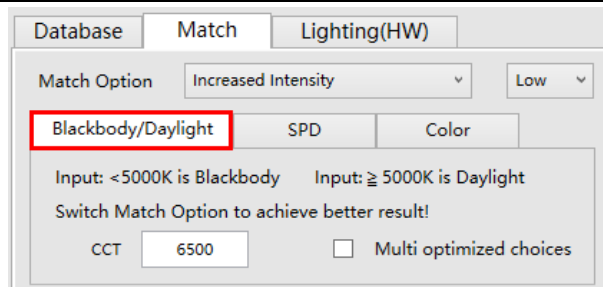 Database Match Lighting(HW)
Match Option Increased Intensity Low
Blackbody/Daylight SPD Color
Input: <5000K is Blackbody Input: ≧ 5000K is Daylight
Switch Match Option to achieve better result!
CCT 6500 Multi optimized choices